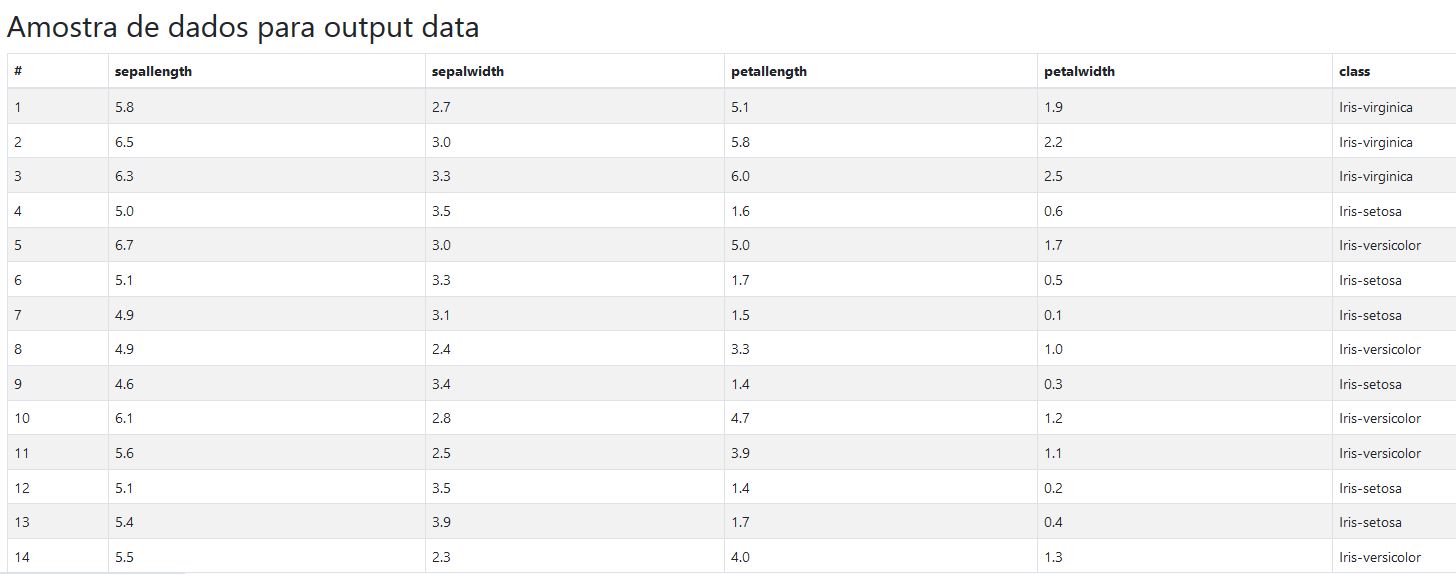 Amostra de dados para output data
# sepallength sepalwidth petallength petalwidth class
1 5.8 2.7 5.1 1.9 Iris-virginica
2 6.5 3.0 5.8 2.2 Iris-virginica
3 6.3 3.3 6.0 2.5 Iris-virginica
4 5.0 3.5 1.6 0.6 Iris-setosa
5 6.7 3.0 5.0 1.7 Iris-versicolor
6 5.1 3.3 1.7 0.5 Iris-setosa
7 4.9 3.1 1.5 0.1 Iris-setosa
8 4.9 2.4 3.3 1.0 Iris-versicolor
9 4.6 3.4 1.4 0.3 Iris-setosa
10 6.1 2.8 4.7 1.2 Iris-versicolor
11 5.6 2.5 3.9 1.1 Iris-versicolor
12 5.1 3.5 1.4 0.2 Iris-setosa
13 5.4 3.9 1.7 0.4 Iris-setosa
14 5.5 2.3 4.0 1.3 Iris-versicolor